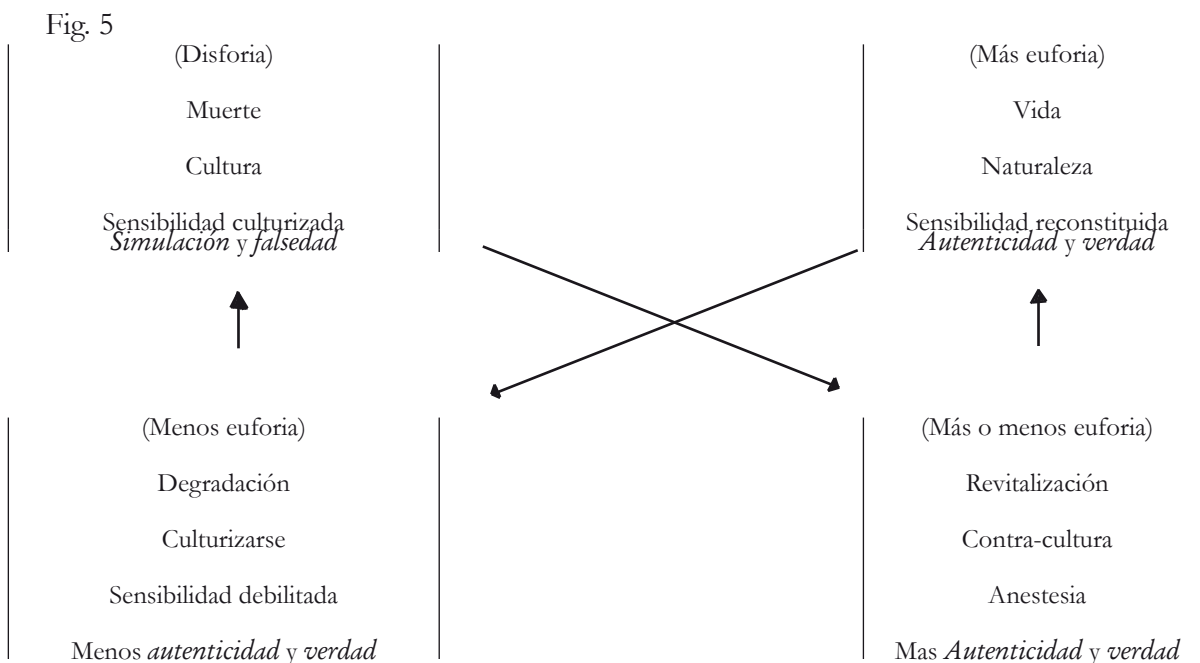 Fig. 5
(Disforia)
Muerte
Cultura
Sensibilidad culturizada
Simulación y falsedad
(Más euforia)
Vida
Naturaleza
Sensibilidad reconstituida
Autenticidad y verdad
(Menos euforia)
Degradación
Culturizarse
Sensibilidad debilitada
Menos autenticidad y verdad
(Más o menos euforia)
Revitalización
Contra-cultura
Anestesia
Mas Autenticidad y verdad